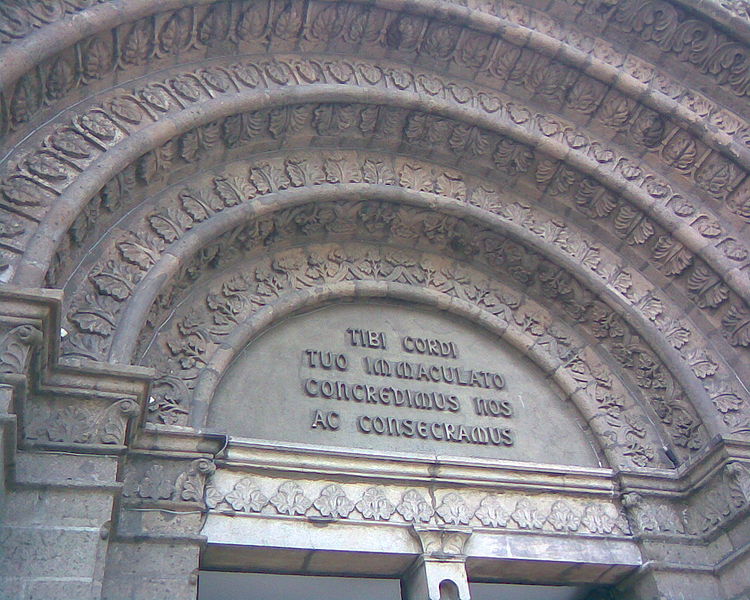 TIBI CORDI
TUO IMMACULATO
CONCREDIMUS NOS
AC CONSECRAMUS